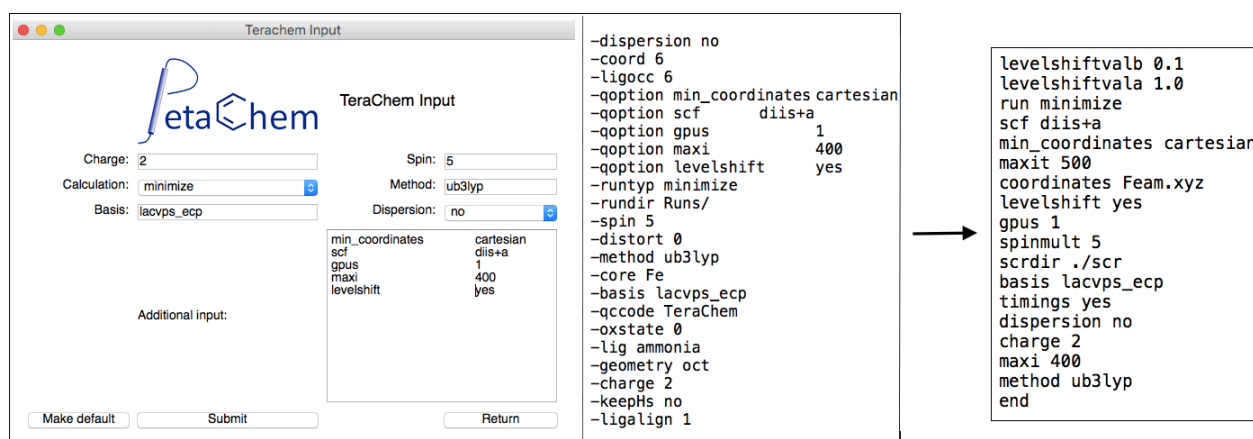 Terachem Input
PetaChem
TeraChem Input
Charge: 2 Spin: 5
Calculation: minimize Method: ub3lyp
Basis: lacvps_ecp Dispersion: no
Additional input:
min_coordinates cartesian
scf diis+a
gpus 1
maxi 400
levelshift yes
Make default Submit Return
-dispersion no
-coord 6
-ligocc 6
-qoption min_coordinates cartesian
-qoption scf diis+a
-qoption gpus 1
-qoption maxi 400
-qoption levelshift yes
-runtyp minimize
-rundir Runs/
-spin 5
-distort 0
-method ub3lyp
-core Fe
-basis lacvps_ecp
-qccode TeraChem
-oxstate 0
-lig ammonia
-geometry oct
-charge 2
-keepHs no
-ligalign 1
levelshiftvalb 0.1
levelshiftvala 1.0
run minimize
scf diis+a
min_coordinates cartesian
maxit 500
coordinates Feam.xyz
levelshift yes
gpus 1
spinmult 5
scrdir ./scr
basis lacvps_ecp
timings yes
dispersion no
charge 2
maxi 400
method ub3lyp
end